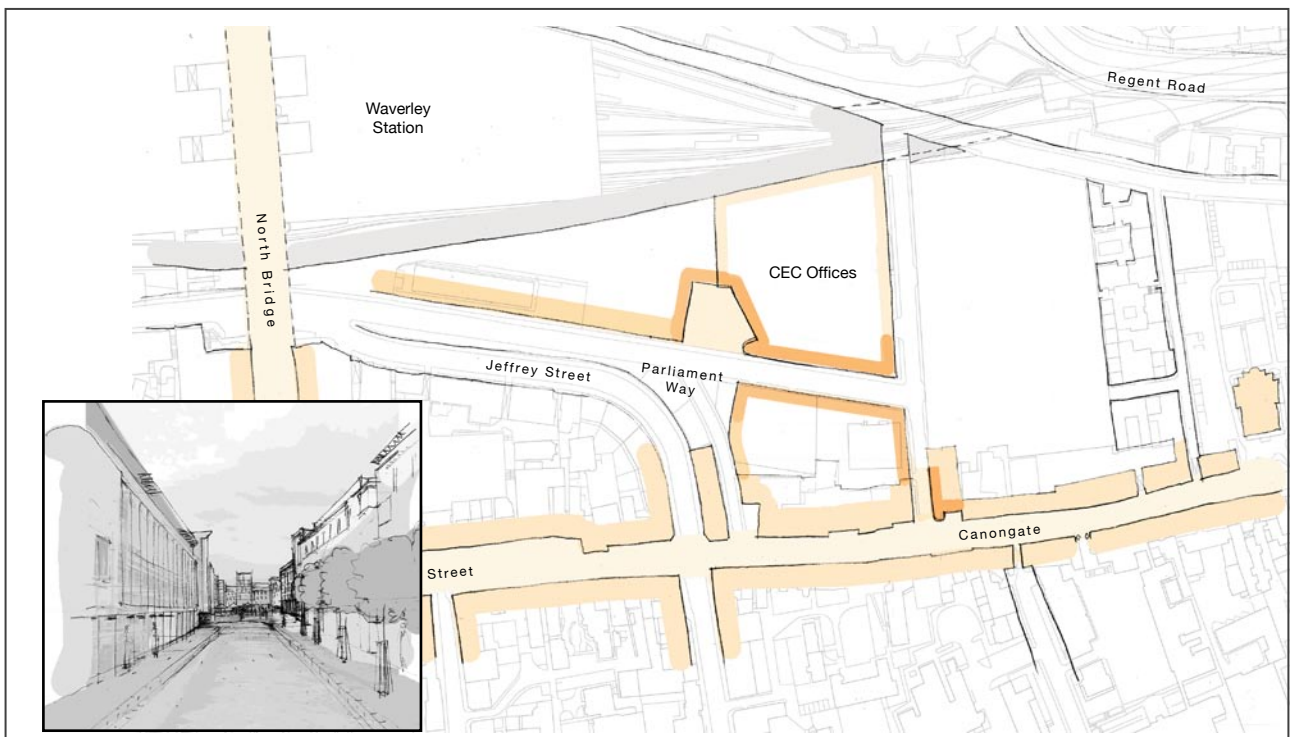 Regent Road
Waverley
Station
North Bridge
CEC Offices
Jeffrey Street
Parliament
Way
Canongate
Street